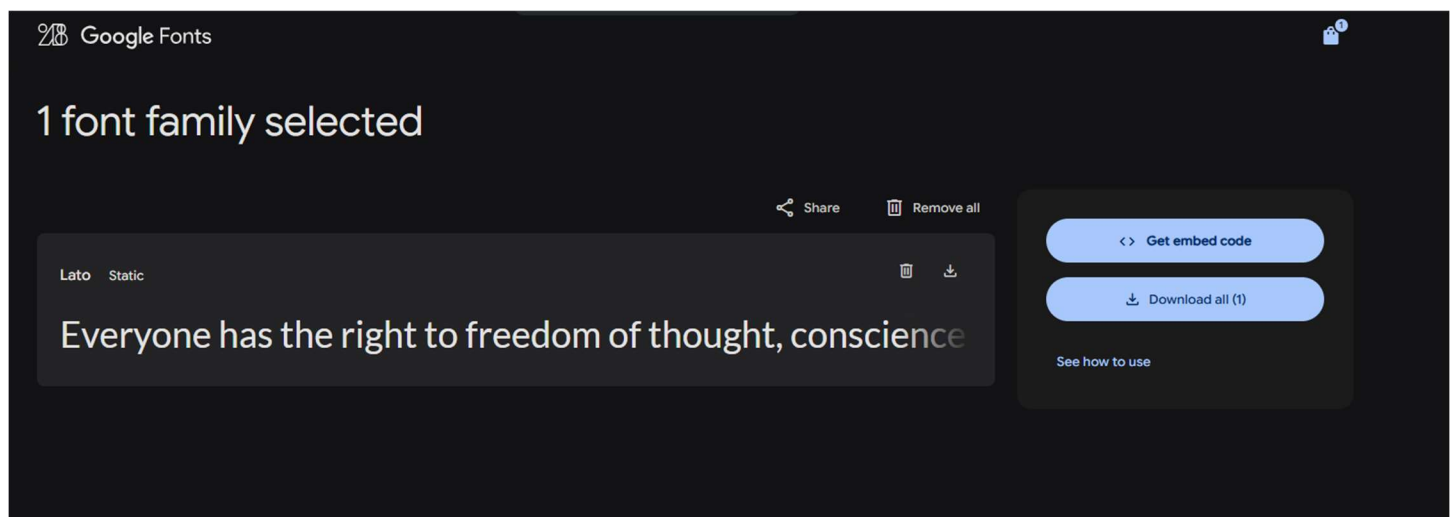 Google Fonts
1
1 font family selected
Share Remove all
Get embed code
Lato Static
Download all (1)
Everyone has the right to freedom of thought, conscience
See how to use